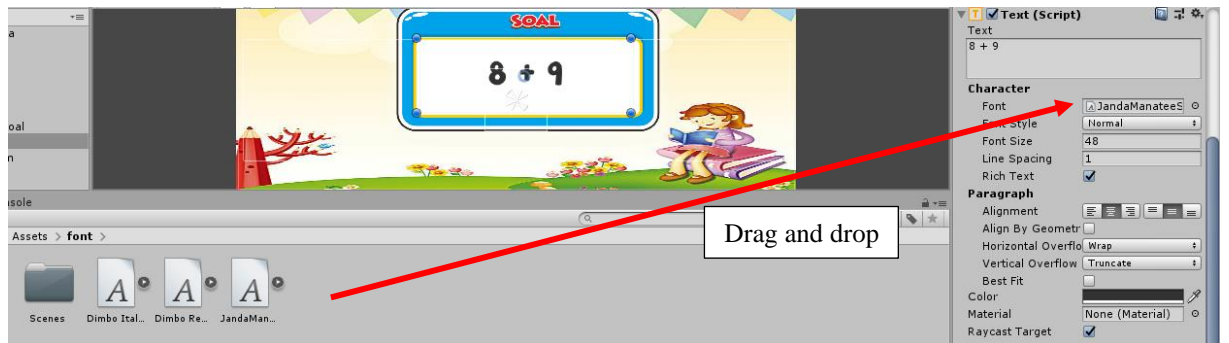 a
SOAL
8 + 9
oal
n
Text (Script)
Text
8 + 9
Character
Font JandaManateeS
Font Style Normal
Font Size 48
Line Spacing 1
Rich Text
Paragraph
Alignment
Align By Geometr
Horizontal Overflo Wrap
Vertical Overflow Truncate
Best Fit
Color
Material None (Material)
Raycast Target
nsole
Assets > font >
Drag and drop
Scenes
Dimbo Ital...
Dimbo Re...
JandaMan...